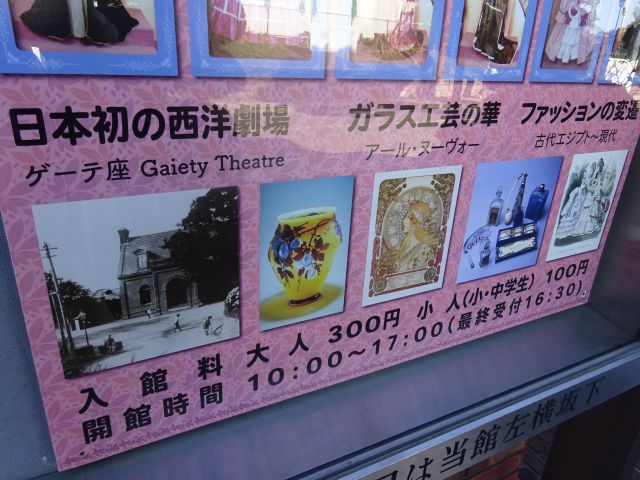 日本初の西洋劇場
ゲーテ座 Gaiety Theatre
ガラス工芸の華
アール・ヌーヴォー
ファッションの変遷
古代エジプト～現代
入館料 大人 300円 小人(小・中学生) 100円
開館時間 10:00～17:00(最終受付16:30)
は当館左横坂下